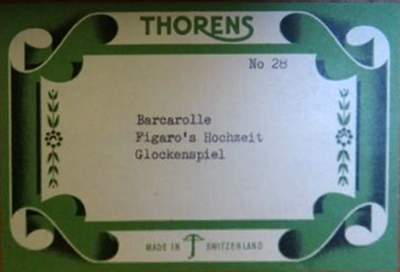 THORENS
No 28
Barcarolle
Figaro's Hochzeit
Glockenspiel
MADE IN SWITZERLAND